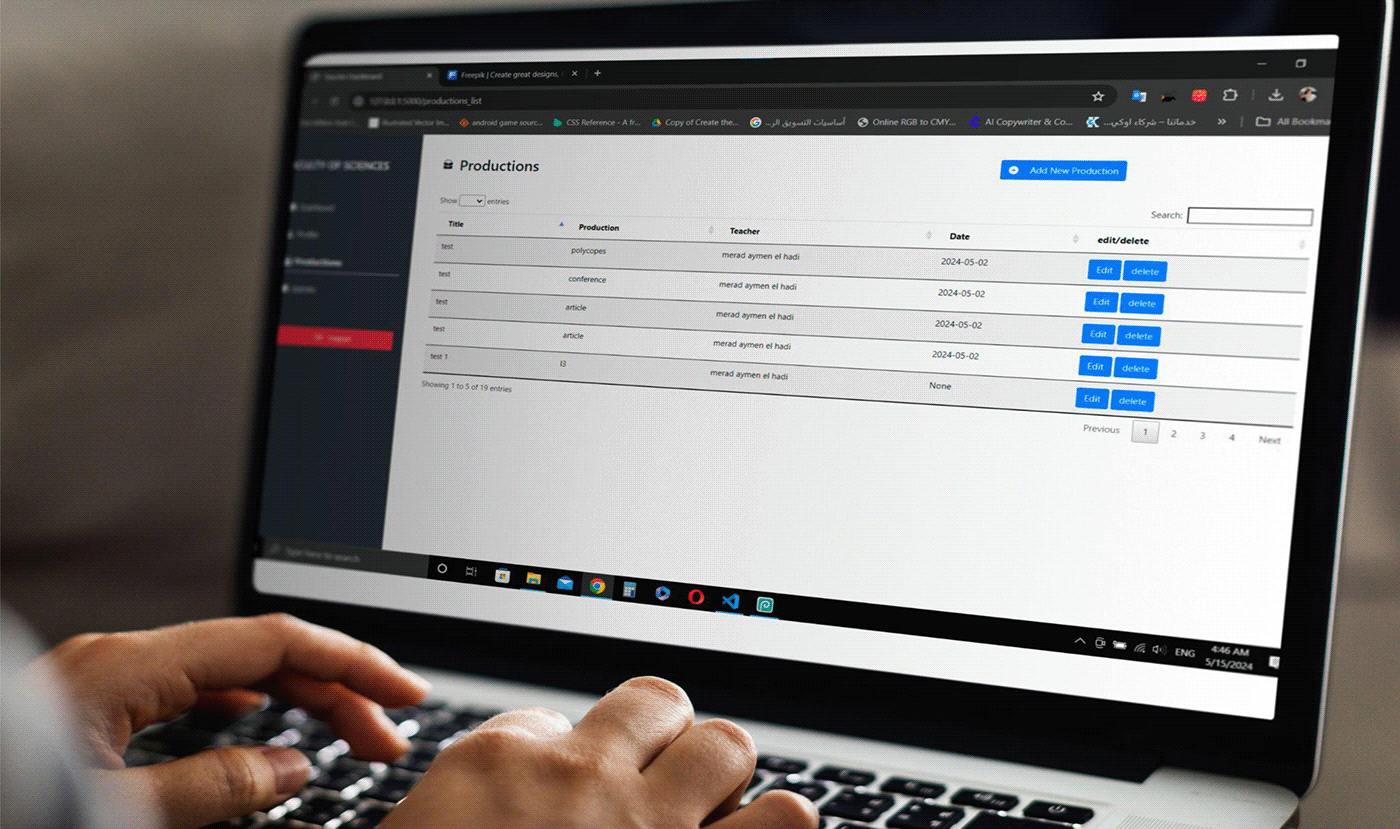 Freepik | Create great designs,
127.0.0.1:5000/productions_list
Illustrated Vector Im...
android game sourc...
CSS Reference - A fr...
Copy of Create the...
أساسيات التسويق الر...
Online RGB to CMY...
AI Copywriter & Co...
خدماتنا – شركاء اوكي...
»
All Bookma
FACULTY OF SCIENCES
Dashboard
Profile
Productions
Logout
Productions
Add New Production
Show entries
Search:
Title Production Teacher Date edit/delete
test polycopes merad aymen el hadi 2024-05-02 Edit delete
test conference merad aymen el hadi 2024-05-02 Edit delete
test article merad aymen el hadi 2024-05-02 Edit delete
test article merad aymen el hadi 2024-05-02 Edit delete
test 1 l3 merad aymen el hadi None Edit delete
Showing 1 to 5 of 19 entries
Previous 1 2 3 4 Next
Type here to search
ENG
4:46 AM
5/15/2024